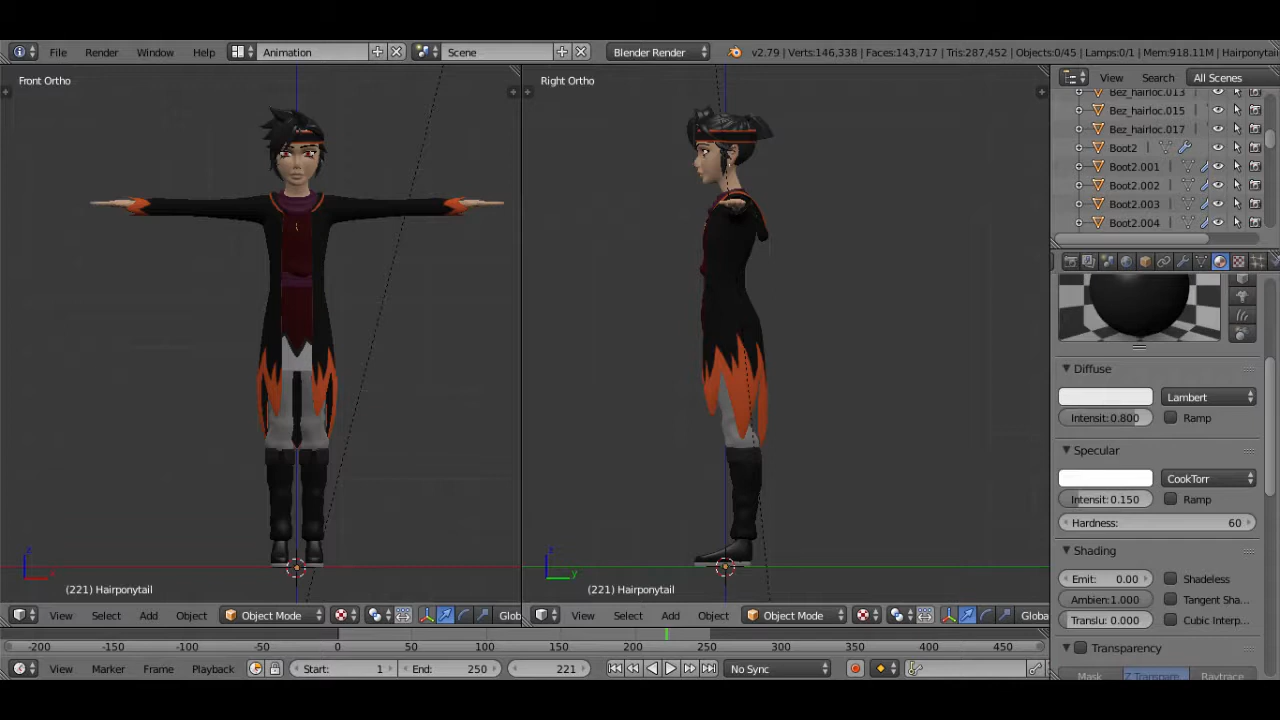 File Render Window Help Animation Scene Blender Render v2.79 | Verts:146,338 | Faces:143,717 | Tris:287,452 | Objects:0/45 | Lamps:0/1 | Mem:918.11M | Hairponytail
Front Ortho
Right Ortho
View Search All Scenes
Bez_hairloc.013
Bez_hairloc.015
Bez_hairloc.017
Boot2
Boot2.001
Boot2.002
Boot2.003
Boot2.004
Diffuse
Lambert
Intensit: 0.800 Ramp
Specular
CookTorr
Intensit: 0.150 Ramp
Hardness: 60
Shading
Emit: 0.00 Shadeless
Ambien: 1.000 Tangent Sha...
Translu: 0.000 Cubic Interp...
Transparency
Mask Z Transpare Raytrace
z
x
(221) Hairponytail
z
y
(221) Hairponytail
View Select Add Object Object Mode Glob
View Select Add Object Object Mode Globa
-200 -150 -100 -50 0 50 100 150 200 250 300 350 400 450
View Marker Frame Playback Start: 1 End: 250 221 No Sync